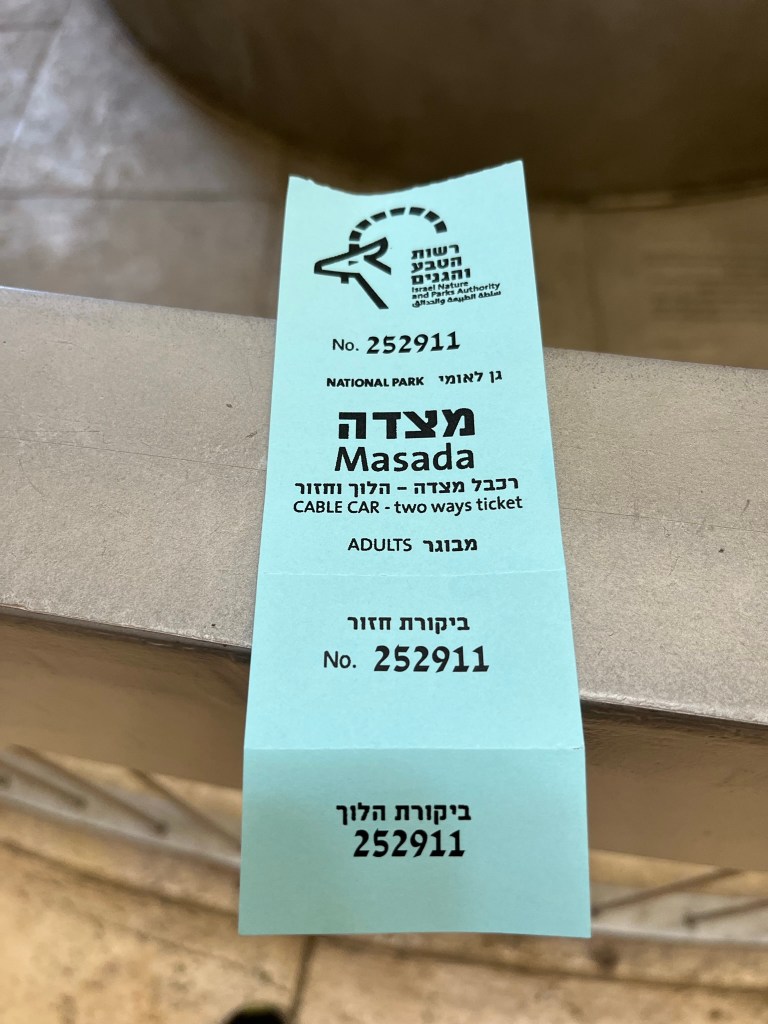 רשות
הטבע
והגנים
Israel Nature
and Parks Authority
سلطة الطبيعة والحدائق
No. 252911
NATIONAL PARK גן לאומי
מצדה
Masada
רכבל מצדה – הלוך וחזור
CABLE CAR - two ways ticket
ADULTS מבוגר
ביקורת חזור
No. 252911
ביקורת הלוך
252911